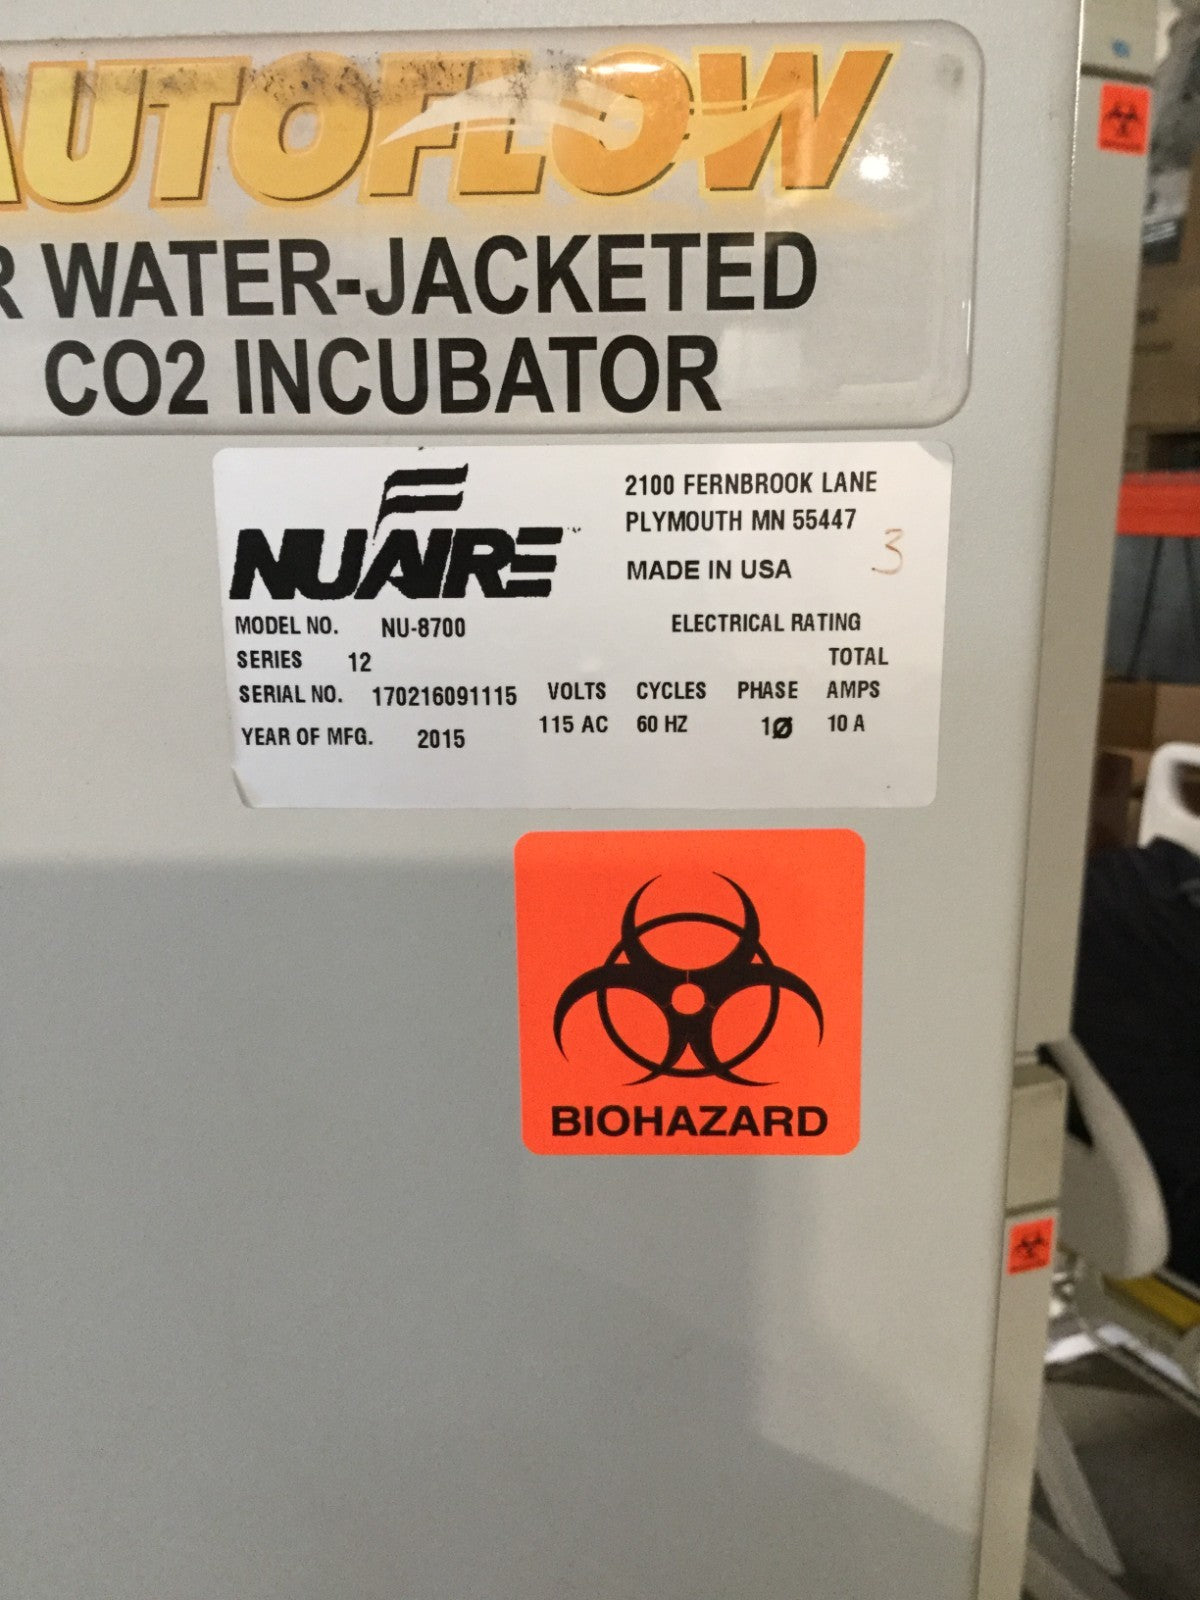 AUTOFLOW
R WATER-JACKETED
CO2 INCUBATOR
NUAIRE
2100 FERNBROOK LANE
PLYMOUTH MN 55447
MADE IN USA
3
MODEL NO. NU-8700
ELECTRICAL RATING
SERIES 12
TOTAL
SERIAL NO. 170216091115 VOLTS CYCLES PHASE AMPS
YEAR OF MFG. 2015 115 AC 60 HZ 1Ø 10 A
BIOHAZARD